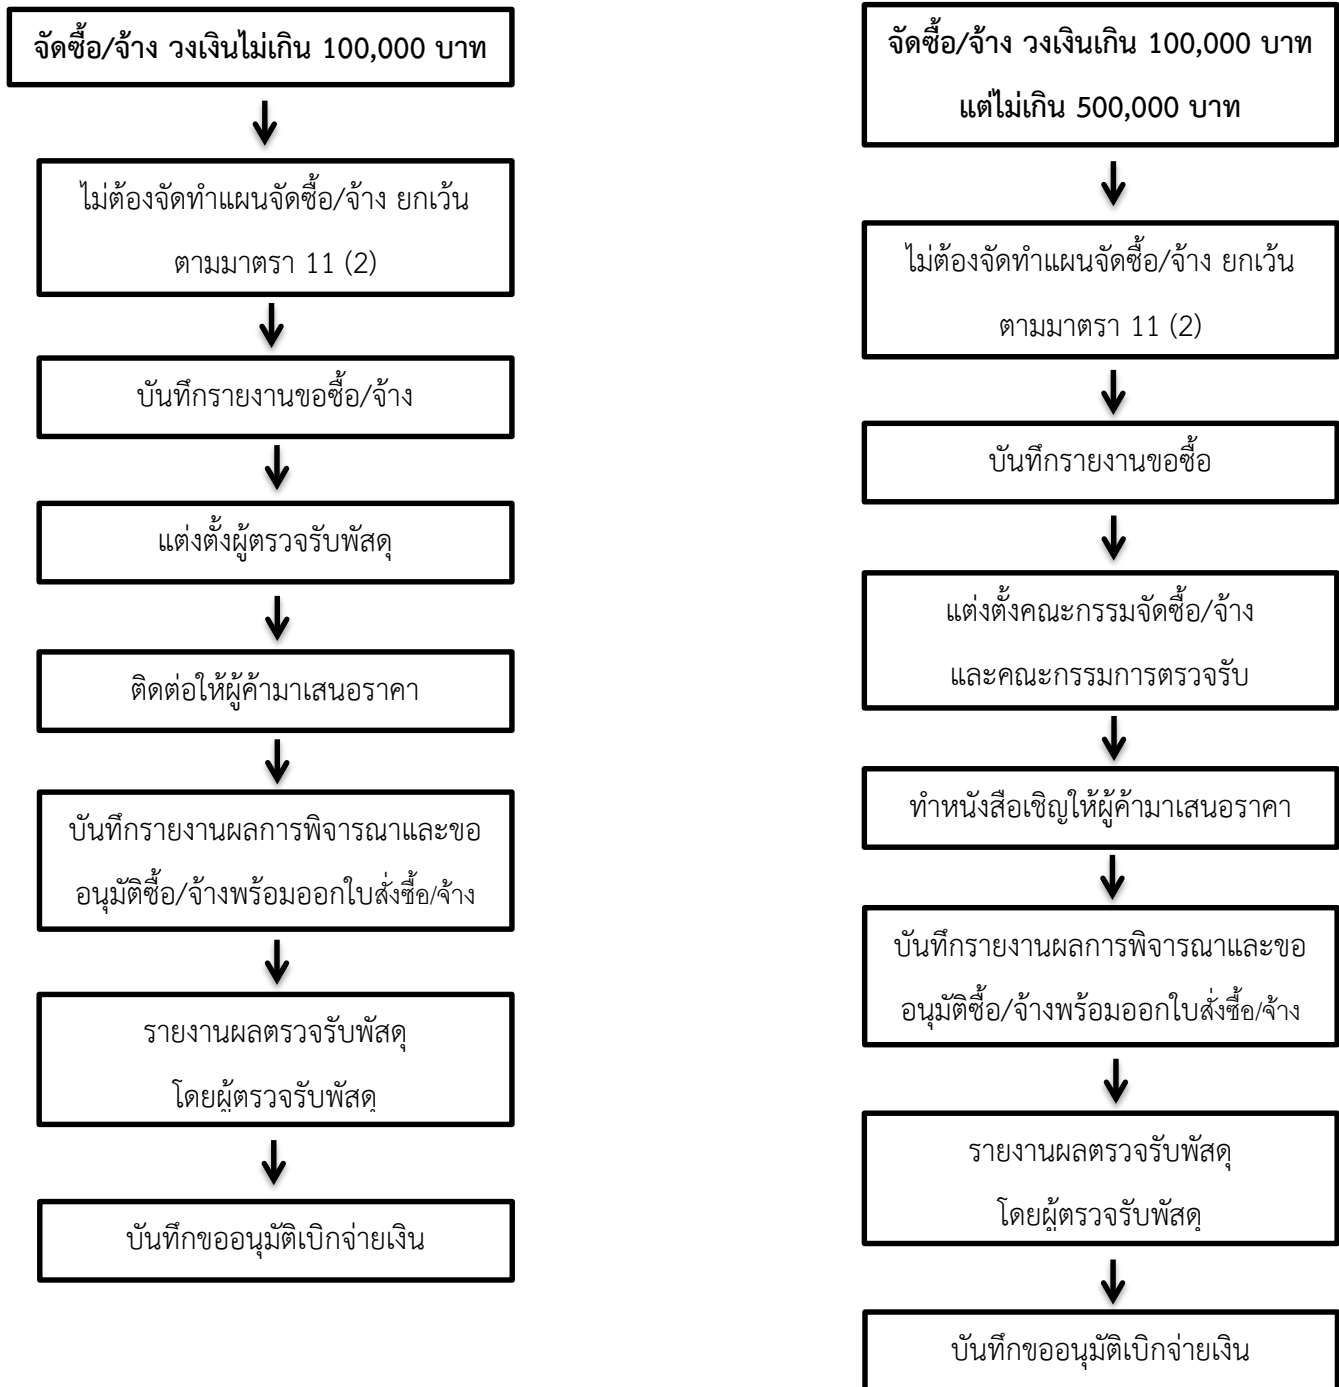 จัดซื้อ/จ้าง วงเงินไม่เกิน 100,000 บาท
ไม่ต้องจัดทำแผนจัดซื้อ/จ้าง ยกเว้น
ตามมาตรา 11 (2)
บันทึกรายงานขอซื้อ/จ้าง
แต่งตั้งผู้ตรวจรับพัสดุ
ติดต่อให้ผู้ค้ามาเสนอราคา
บันทึกรายงานผลการพิจารณาและขอ
อนุมัติซื้อ/จ้างพร้อมออกใบสั่งซื้อ/จ้าง
รายงานผลตรวจรับพัสดุ
โดยผู้ตรวจรับพัสดุ
บันทึกขออนุมัติเบิกจ่ายเงิน
จัดซื้อ/จ้าง วงเงินเกิน 100,000 บาท
แต่ไม่เกิน 500,000 บาท
ไม่ต้องจัดทำแผนจัดซื้อ/จ้าง ยกเว้น
ตามมาตรา 11 (2)
บันทึกรายงานขอซื้อ
แต่งตั้งคณะกรรมจัดซื้อ/จ้าง
และคณะกรรมการตรวจรับ
ทำหนังสือเชิญให้ผู้ค้ามาเสนอราคา
บันทึกรายงานผลการพิจารณาและขอ
อนุมัติซื้อ/จ้างพร้อมออกใบสั่งซื้อ/จ้าง
รายงานผลตรวจรับพัสดุ
โดยผู้ตรวจรับพัสดุ
บันทึกขออนุมัติเบิกจ่ายเงิน